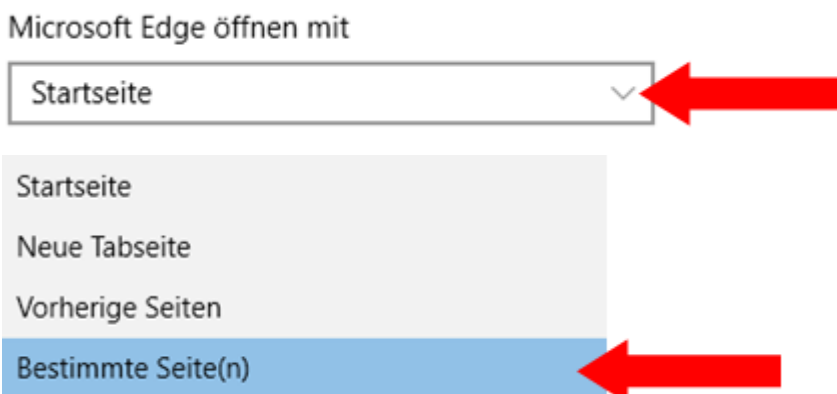 Microsoft Edge öffnen mit
Startseite
Startseite
Neue Tabseite
Vorherige Seiten
Bestimmte Seite(n)